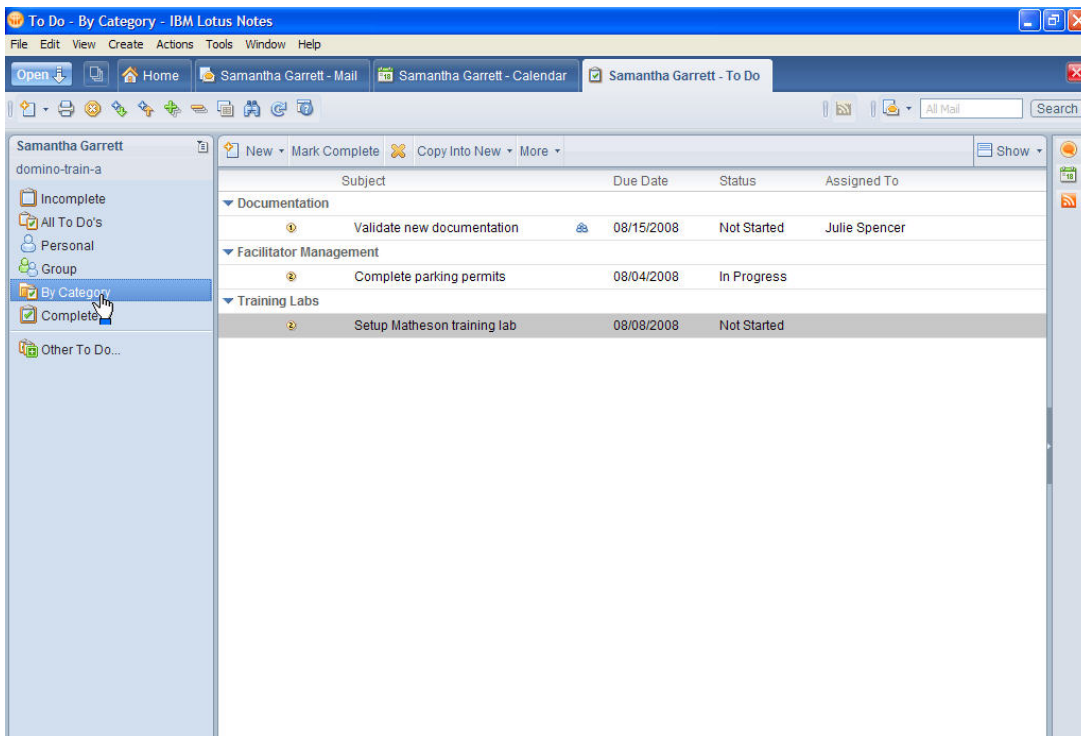 To Do - By Category - IBM Lotus Notes
File Edit View Create Actions Tools Window Help
Open Home Samantha Garrett - Mail Samantha Garrett - Calendar Samantha Garrett - To Do
All Mail Search
Samantha Garrett
domino-train-a
Incomplete
All To Do's
Personal
Group
By Category
Complete
Other To Do...
New Mark Complete Copy Into New More Show
Subject Due Date Status Assigned To
Documentation
1 Validate new documentation 08/15/2008 Not Started Julie Spencer
Facilitator Management
2 Complete parking permits 08/04/2008 In Progress
Training Labs
2 Setup Matheson training lab 08/08/2008 Not Started